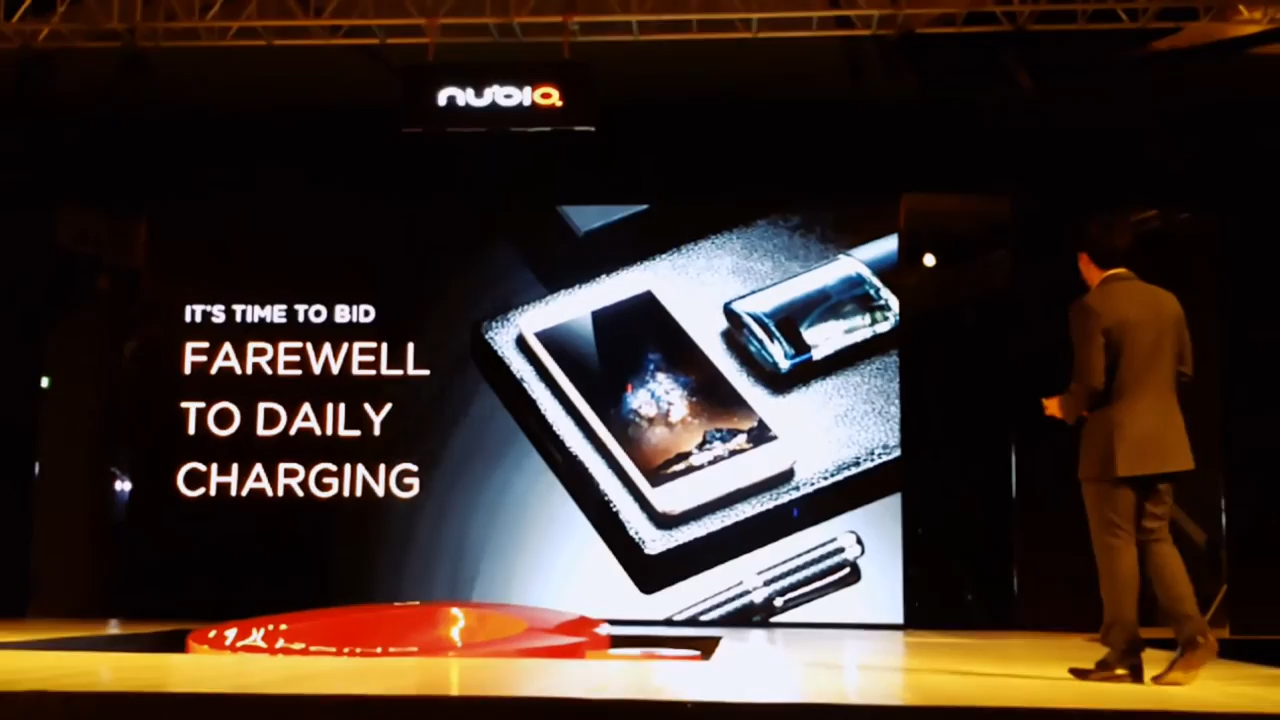 nubia
IT'S TIME TO BID
FAREWELL
TO DAILY
CHARGING